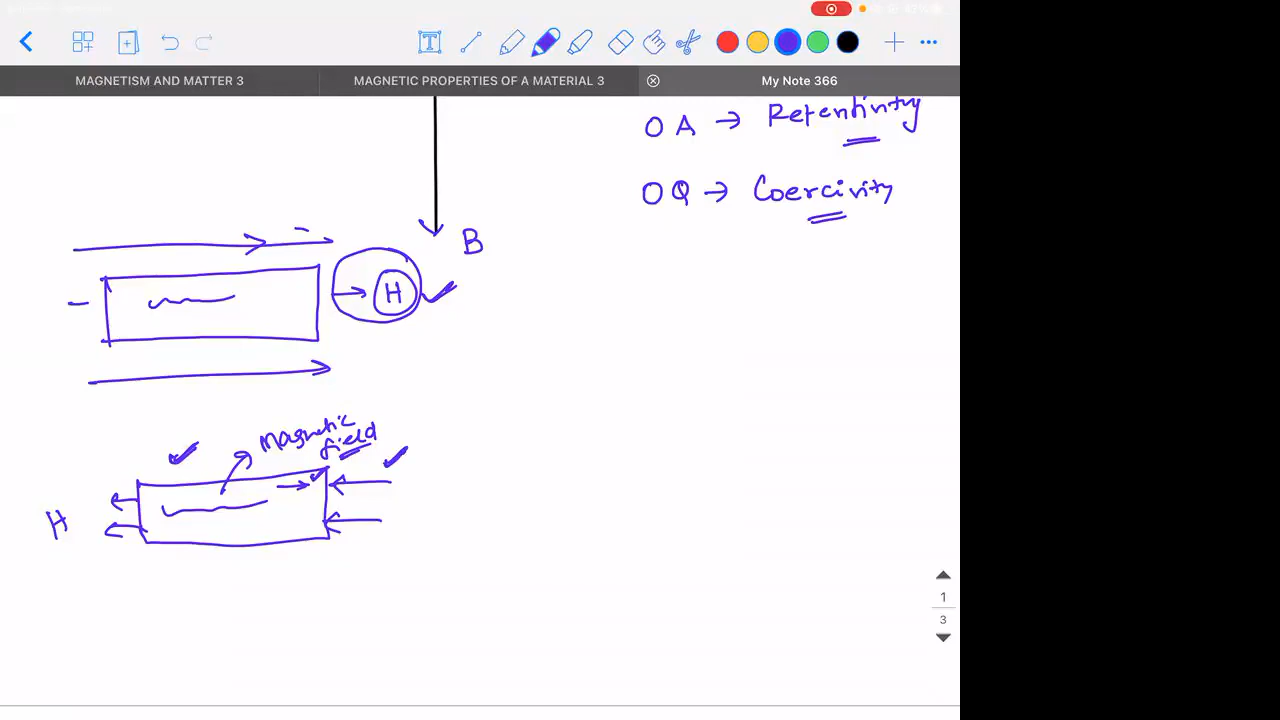 MAGNETISM AND MATTER 3
MAGNETIC PROPERTIES OF A MATERIAL 3
My Note 366
OA → Retentivity
OQ → Coercivity
B
H
Magnetic
field
H
1
3